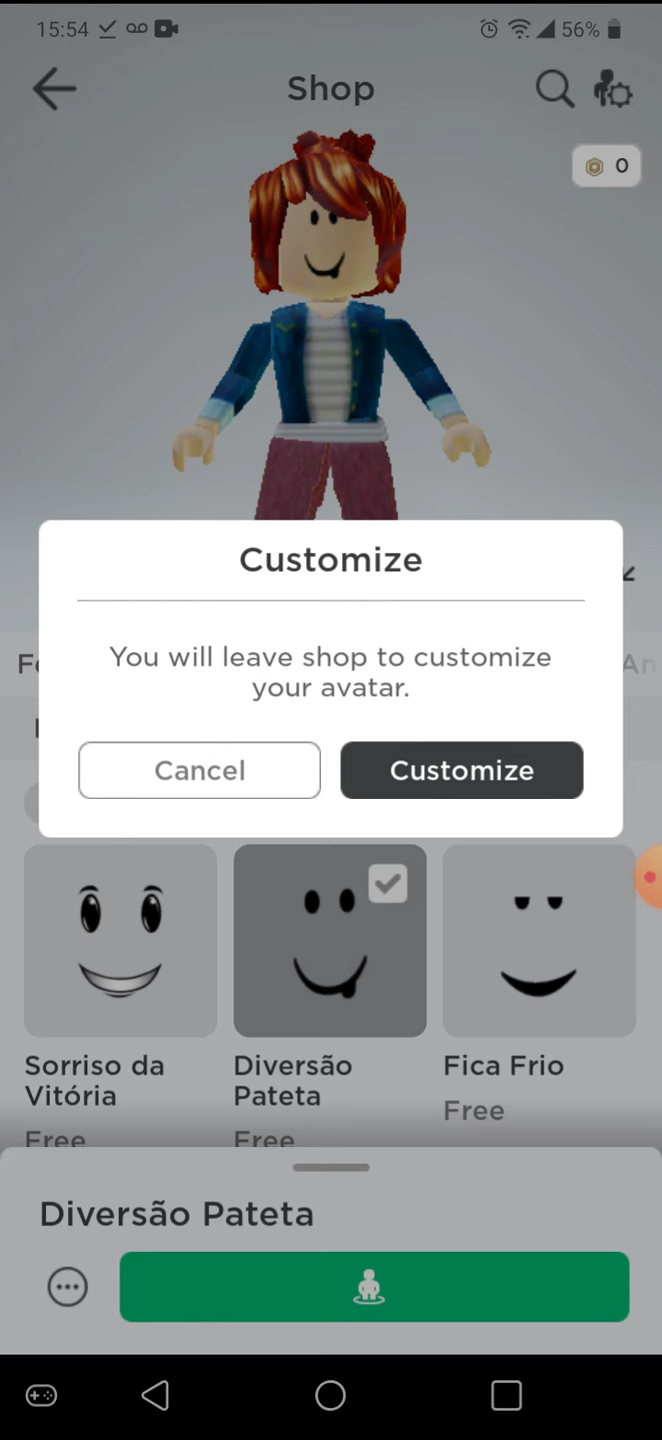 15:54
56%
Shop
0
Customize
You will leave shop to customize
your avatar.
Cancel
Customize
Sorriso da
Vitória
Free
Diversão
Pateta
Free
Fica Frio
Free
Diversão Pateta